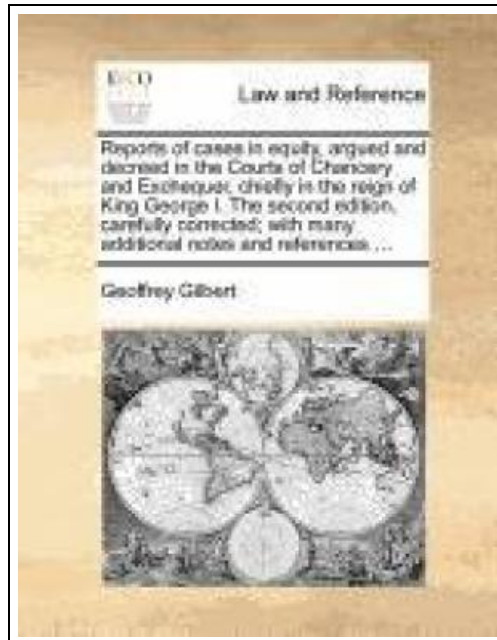 ECCO
Law and Reference
Reports of cases in equity, argued and
decreed in the Courts of Chancery
and Exchequer, chiefly in the reign of
King George I. The second edition,
carefully corrected; with many
additional notes and references ...
Geoffrey Gilbert